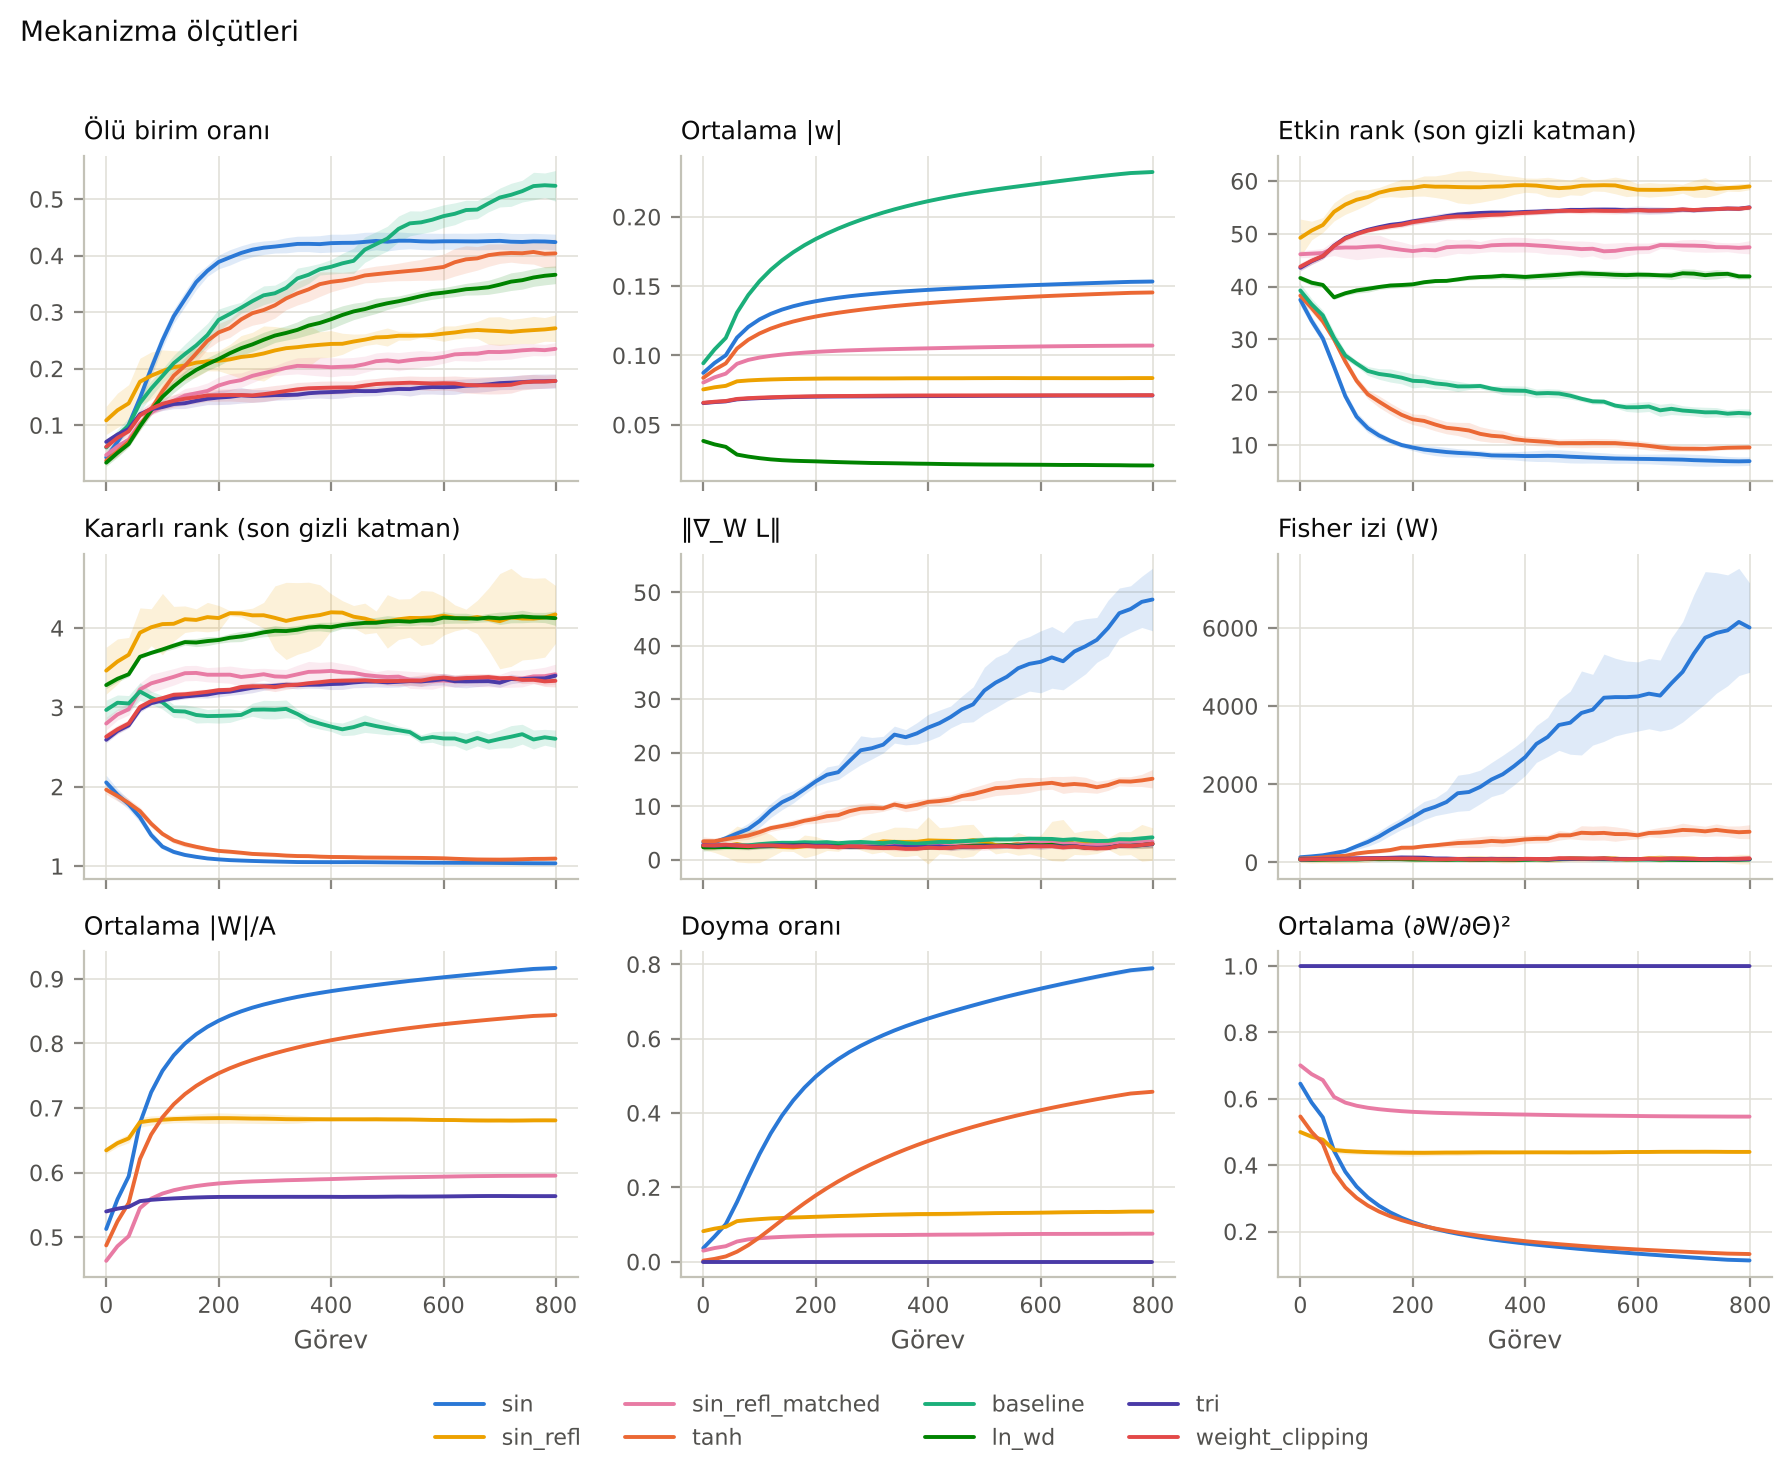 Mekanizma ölçütleri
Ölü birim oranı
0.5
0.4
0.3
0.2
0.1
Ortalama |w|
0.20
0.15
0.10
0.05
Etkin rank (son gizli katman)
60
50
40
30
20
10
Kararlı rank (son gizli katman)
4
3
2
1
‖∇_W L‖
50
40
30
20
10
0
Fisher izi (W)
6000
4000
2000
0
Ortalama |W|/A
0.9
0.8
0.7
0.6
0.5
0 200 400 600 800
Görev
Doyma oranı
0.8
0.6
0.4
0.2
0.0
0 200 400 600 800
Görev
Ortalama (∂W/∂Θ)²
1.0
0.8
0.6
0.4
0.2
0 200 400 600 800
Görev
sin
sin_refl
sin_refl_matched
tanh
baseline
ln_wd
tri
weight_clipping